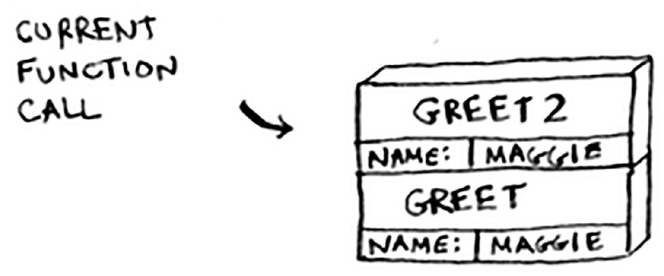 CURRENT
FUNCTION
CALL
GREET 2
NAME: MAGGIE
GREET
NAME: MAGGIE